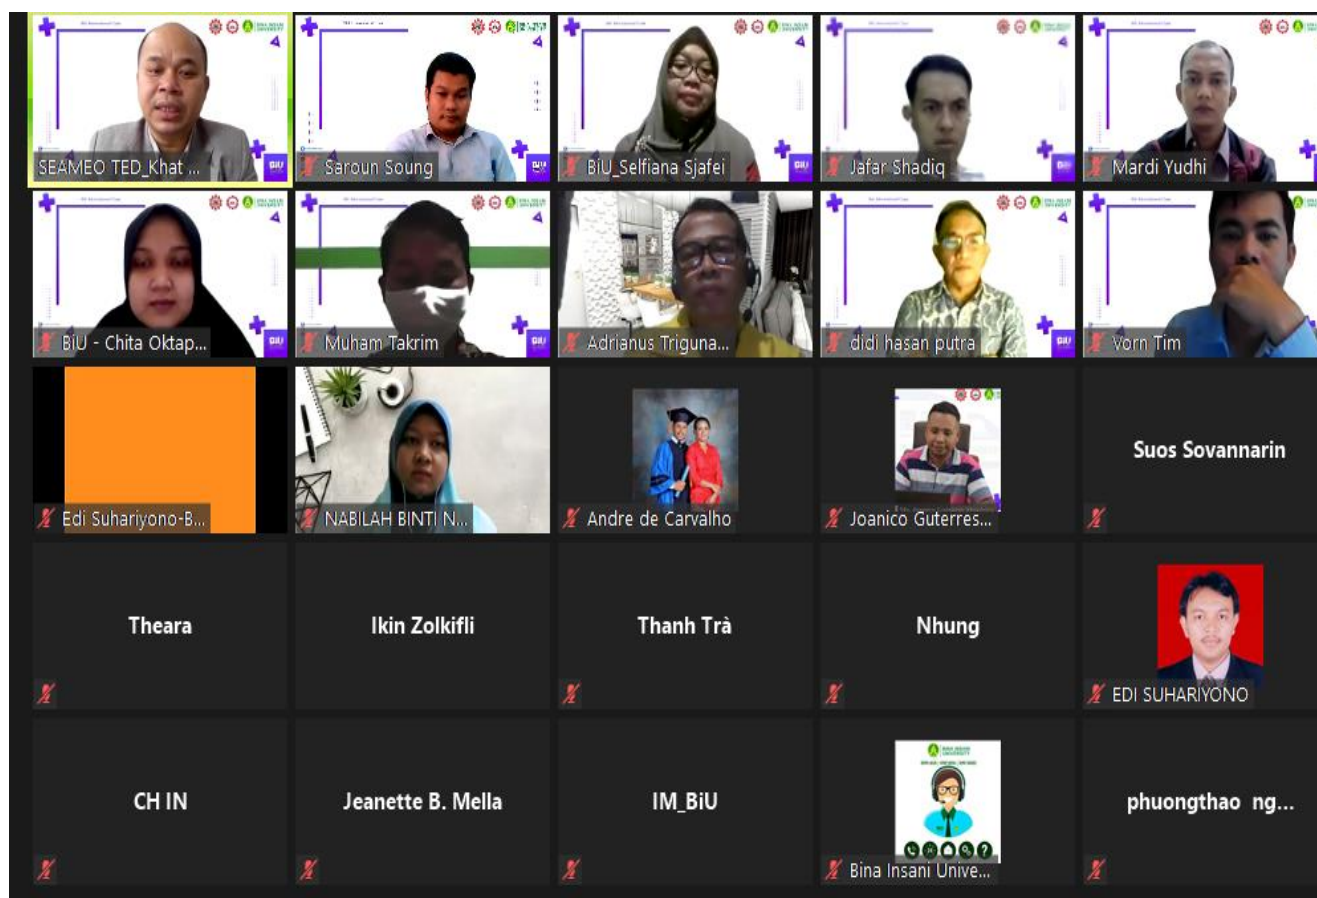 SEAMEO TED_Khat ...
Saroun Soung
BiU_Selfiana Sjafei
Jafar Shadiq
Mardi Yudhi
BiU - Chita Oktap...
Muham Takrim
Adrianus Triguna...
didi hasan putra
Vorn Tim
Edi Suhariyono-B...
NABILAH BINTI N...
Andre de Carvalho
Joanico Guterres...
Suos Sovannarin
Theara
Ikin Zolkifli
Thanh Trà
Nhung
EDI SUHARIYONO
CH IN
Jeanette B. Mella
IM_BiU
Bina Insani Unive...
phuongthao ng...